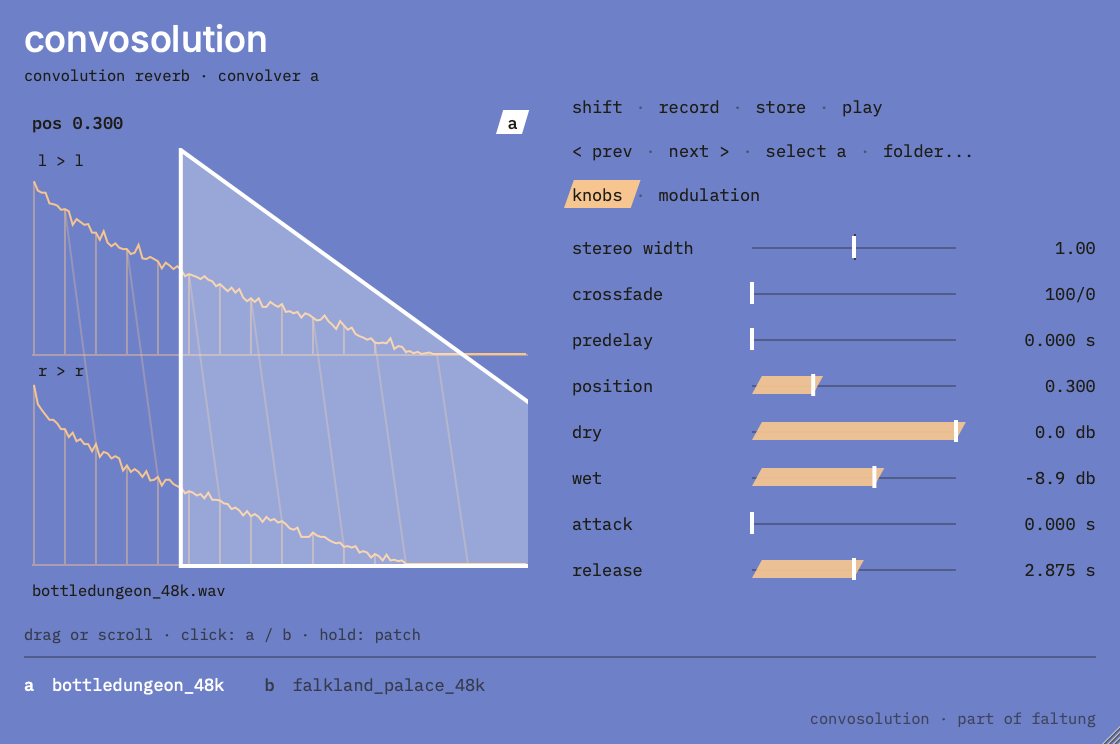 convosolution
convolution reverb · convolver a
pos 0.300
a
l > l
r > r
bottledungeon_48k.wav
drag or scroll · click: a / b · hold: patch
shift · record · store · play
< prev · next > · select a · folder...
knobs · modulation
stereo width 1.00
crossfade 100/0
predelay 0.000 s
position 0.300
dry 0.0 db
wet -8.9 db
attack 0.000 s
release 2.875 s
a bottledungeon_48k b falkland_palace_48k
convosolution · part of faltung